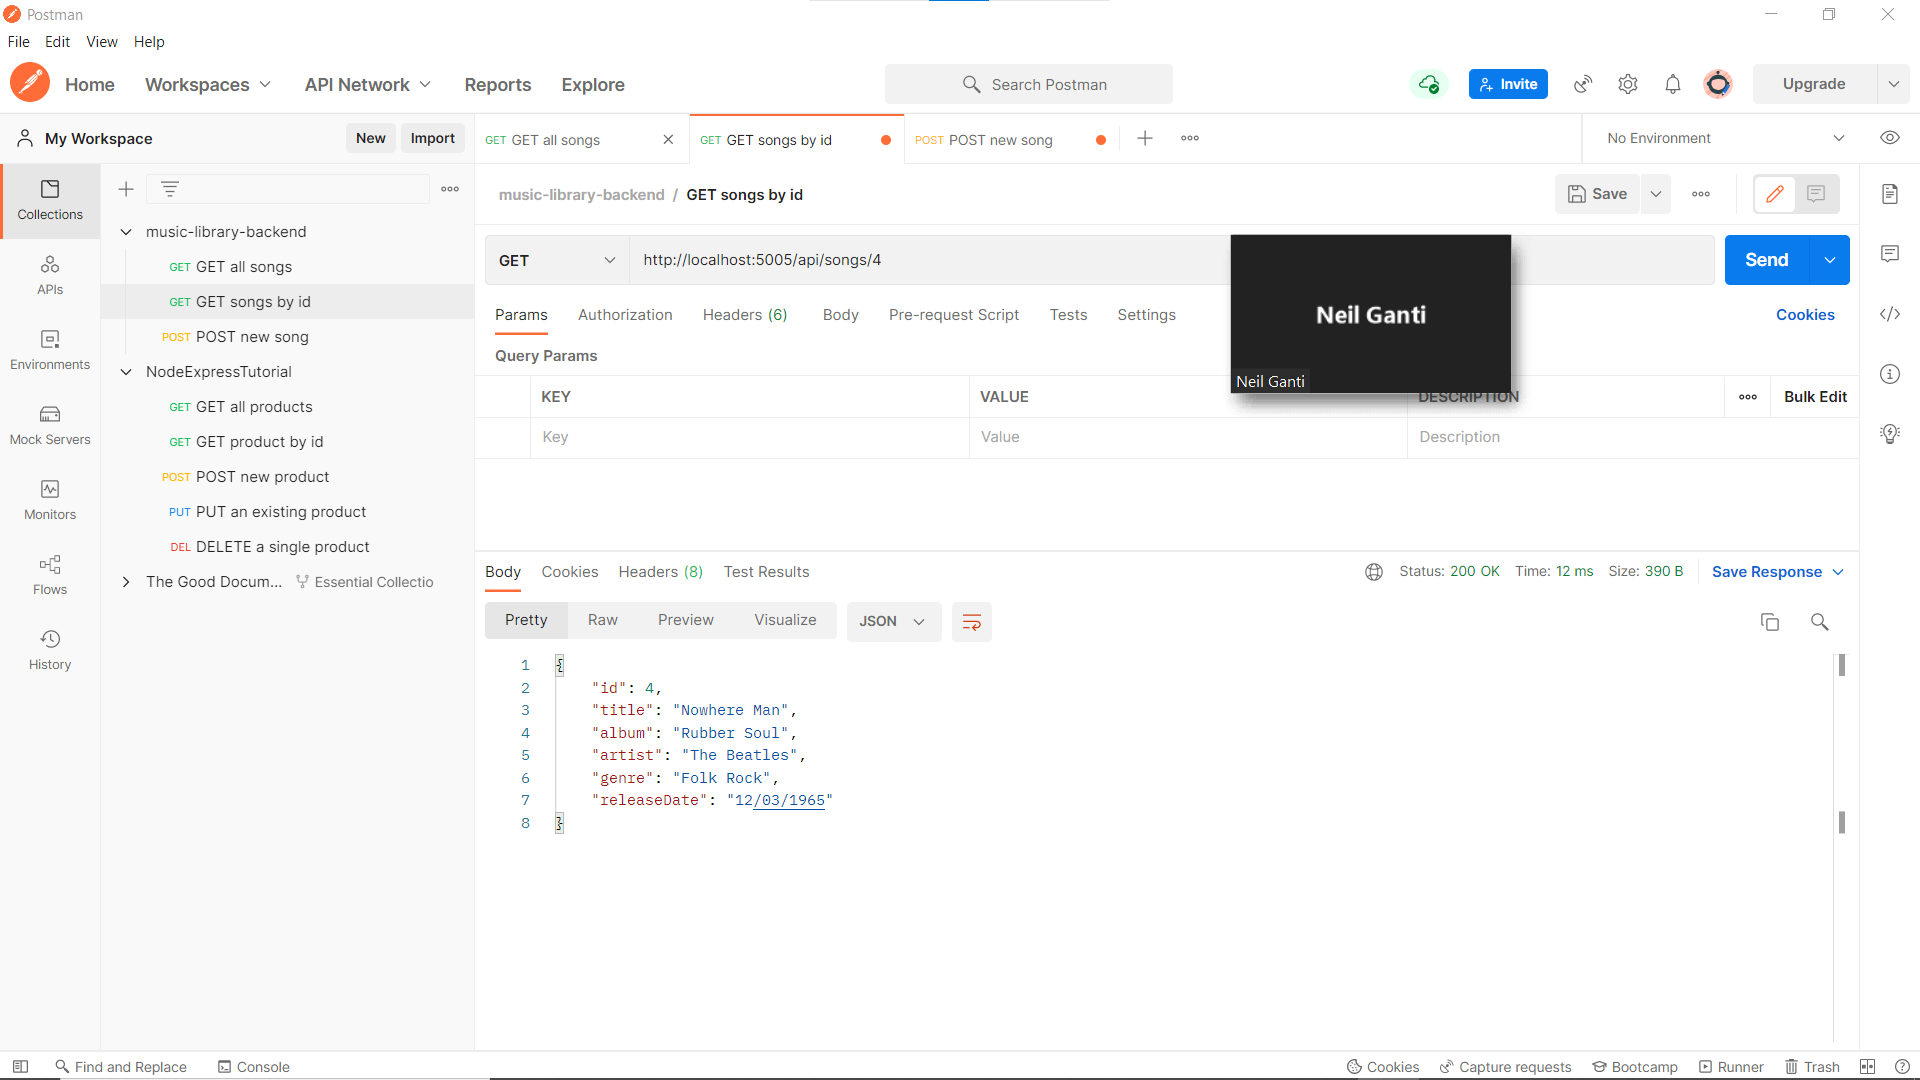 Postman
File Edit View Help
Home Workspaces API Network Reports Explore
Search Postman
Invite
Upgrade
My Workspace
New Import
GET GET all songs
GET GET songs by id
POST POST new song
No Environment
Collections
APIs
Environments
Mock Servers
Monitors
Flows
History
music-library-backend
GET GET all songs
GET GET songs by id
POST POST new song
NodeExpressTutorial
GET GET all products
GET GET product by id
POST POST new product
PUT PUT an existing product
DEL DELETE a single product
The Good Docum... Essential Collectio
music-library-backend / GET songs by id
Save
GET http://localhost:5005/api/songs/4
Send
Neil Ganti
Neil Ganti
Params Authorization Headers (6) Body Pre-request Script Tests Settings
Cookies
Query Params
KEY VALUE DESCRIPTION
Bulk Edit
Key Value Description
Body Cookies Headers (8) Test Results
Status: 200 OK Time: 12 ms Size: 390 B
Save Response
Pretty Raw Preview Visualize
JSON
1 {
2 "id": 4,
3 "title": "Nowhere Man",
4 "album": "Rubber Soul",
5 "artist": "The Beatles",
6 "genre": "Folk Rock",
7 "releaseDate": "12/03/1965"
8 }
Find and Replace Console
Cookies Capture requests Bootcamp Runner Trash